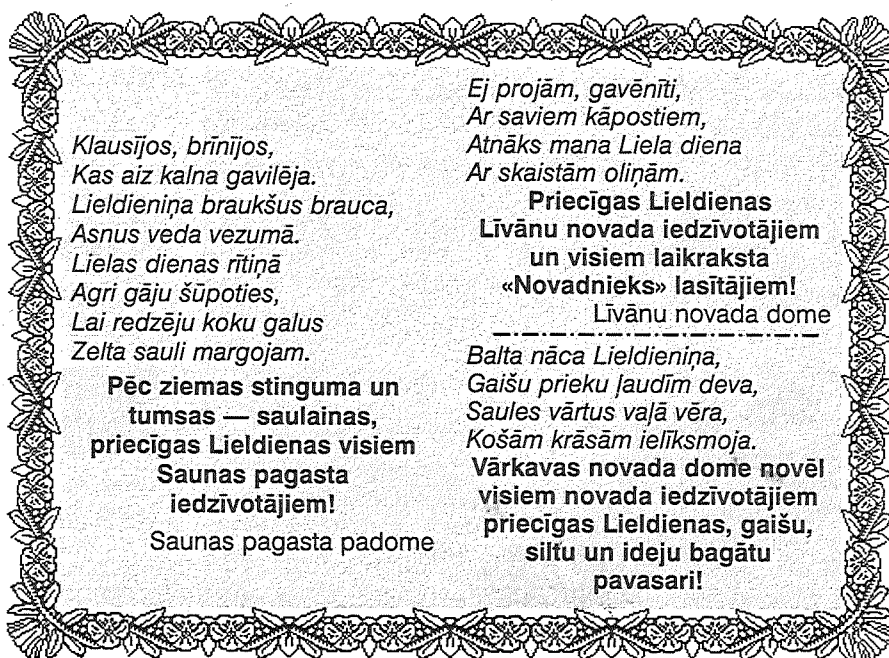 Klausījos, brīnījos,
Kas aiz kalna gavilēja.
Lieldieniņa braukšus brauca,
Asnus veda vezumā.
Lielas dienas rītiņā
Agri gāju šūpoties,
Lai redzēju koku galus
Zelta sauli margojam.
Pēc ziemas stinguma un
tumsas — saulainas,
priecīgas Lieldienas visiem
Saunas pagasta
iedzīvotājiem!
Saunas pagasta padome
Ej projām, gavēnīti,
Ar saviem kāpostiem,
Atnāks mana Liela diena
Ar skaistām oliņām.
Priecīgas Lieldienas
Līvānu novada iedzīvotājiem
un visiem laikraksta
«Novadnieks» lasītājiem!
Līvānu novada dome
Balta nāca Lieldieniņa,
Gaišu prieku ļaudīm deva,
Saules vārtus vaļā vēra,
Košām krāsām ielīksmoja.
Vārkavas novada dome novēl
visiem novada iedzīvotājiem
priecīgas Lieldienas, gaišu,
siltu un ideju bagātu
pavasari!